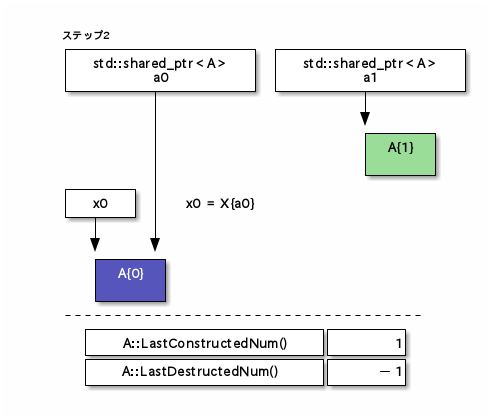 ステップ2
std::shared_ptr<A>
a0
std::shared_ptr<A>
a1
A{1}
x0
x0 = X{a0}
A{0}
A::LastConstructedNum()
1
A::LastDestructedNum()
－1